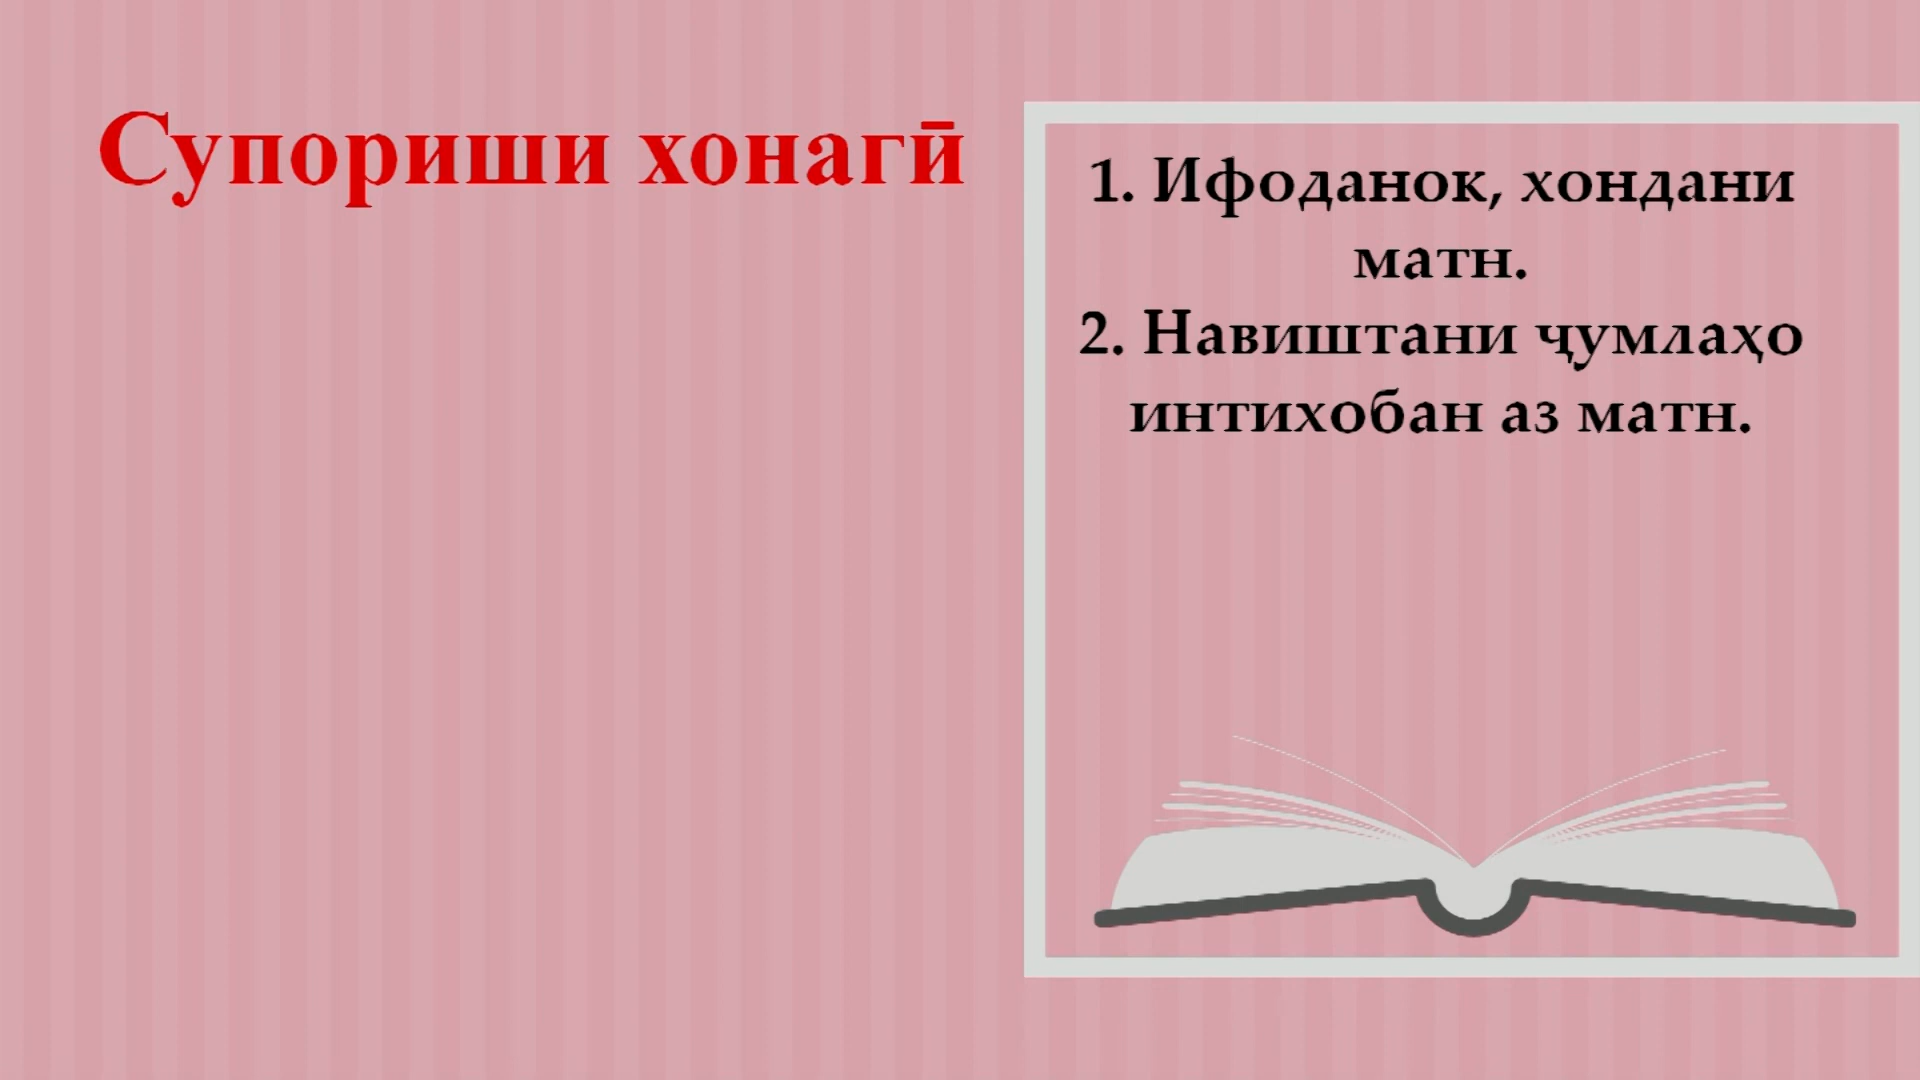 Супориши хонагӣ
1. Ифоданок, хондани
матн.
2. Навиштани ҷумлаҳо
интихобан аз матн.